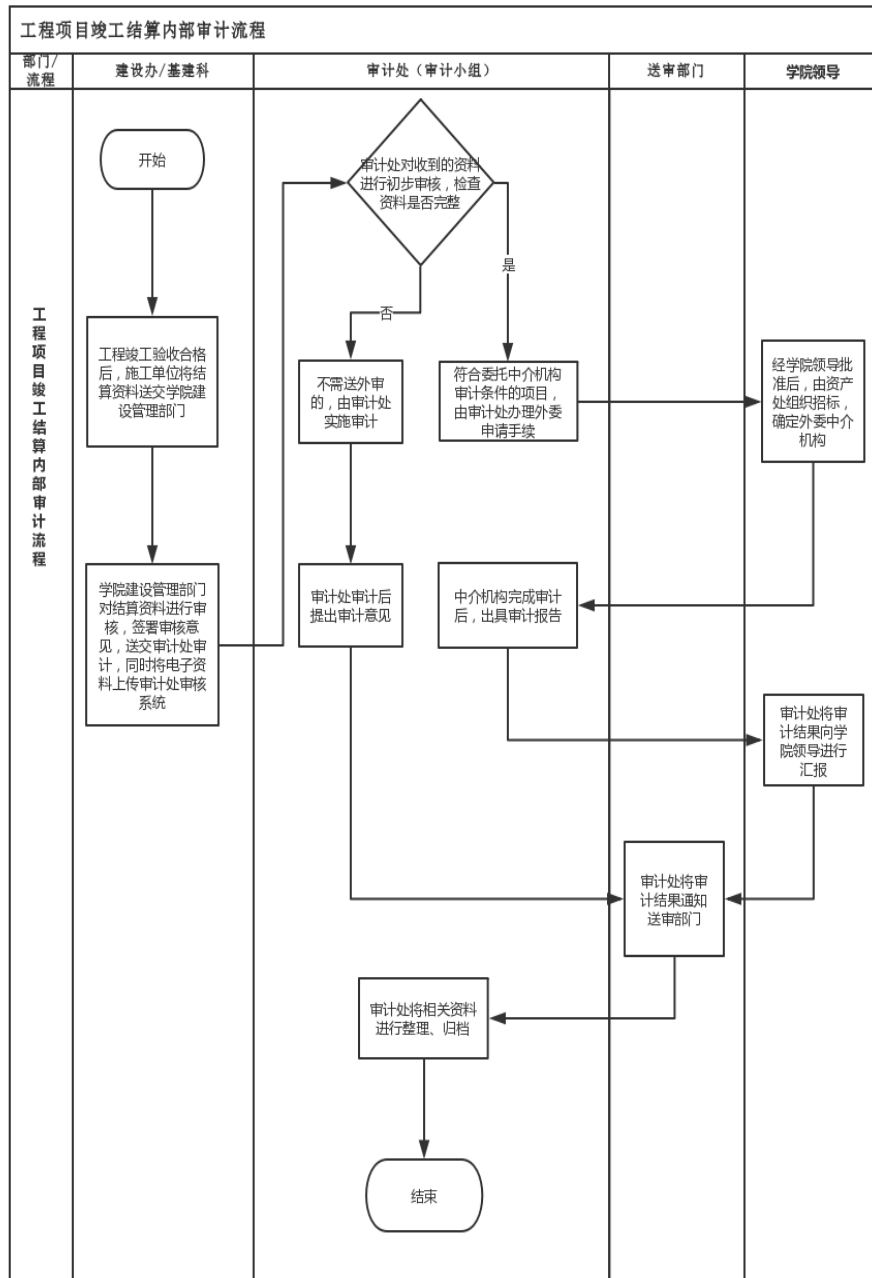 工程项目竣工结算内部审计流程
部门/
流程
建设办/基建科
审计处（审计小组）
送审部门
学院领导
工程项目竣工结算内部审计流程
开始
审计处对收到的资料
进行初步审核，检查
资料是否完整
是
否
工程竣工验收合格
后，施工单位将结
算资料送交学院建
设管理部门
不需送外审
的，由审计处
实施审计
符合委托中介机构
审计条件的项目，
由审计处办理外委
申请手续
经学院领导批
准后，由资产
处组织招标，
确定外委中介
机构
学院建设管理部门
对结算资料进行审
核，签署审核意
见，送交审计处审
计，同时将电子资
料上传审计处审核
系统
审计处审计后
提出审计意见
中介机构完成审计
后，出具审计报告
审计处将审
计结果向学
院领导进行
汇报
审计处将审
计结果通知
送审部门
审计处将相关资料
进行整理、归档
结束